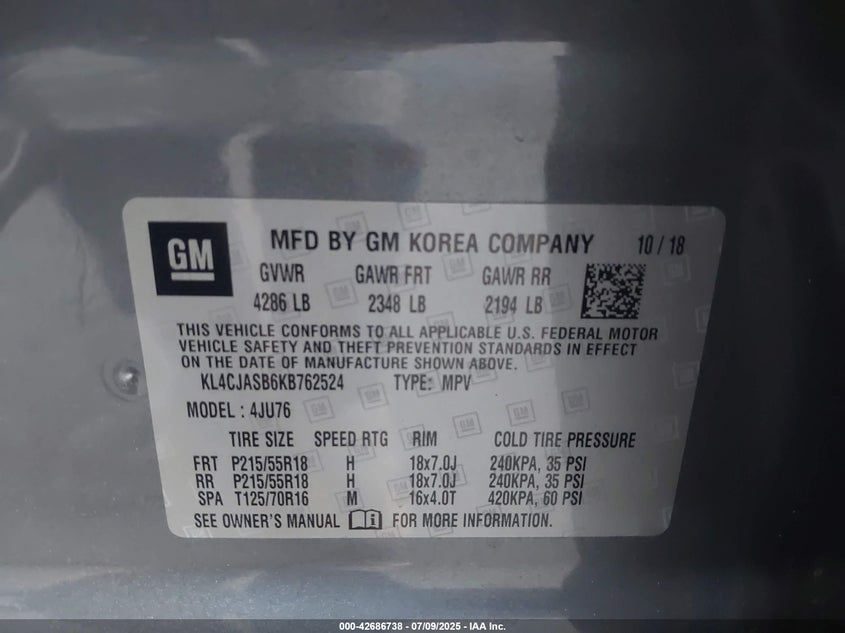 GM MFD BY GM KOREA COMPANY 10 / 18
GVWR GAWR FRT GAWR RR
4286 LB 2348 LB 2194 LB
THIS VEHICLE CONFORMS TO ALL APPLICABLE U.S. FEDERAL MOTOR
VEHICLE SAFETY AND THEFT PREVENTION STANDARDS IN EFFECT
ON THE DATE OF MANUFACTURE SHOWN ABOVE.
KL4CJASB6KB762524 TYPE: MPV
MODEL : 4JU76
TIRE SIZE SPEED RTG RIM COLD TIRE PRESSURE
FRT P215/55R18 H 18x7.0J 240KPA, 35 PSI
RR P215/55R18 H 18x7.0J 240KPA, 35 PSI
SPA T125/70R16 M 16x4.0T 420KPA, 60 PSI
SEE OWNER'S MANUAL FOR MORE INFORMATION.
000-42686738 - 07/09/2025 - IAA Inc.